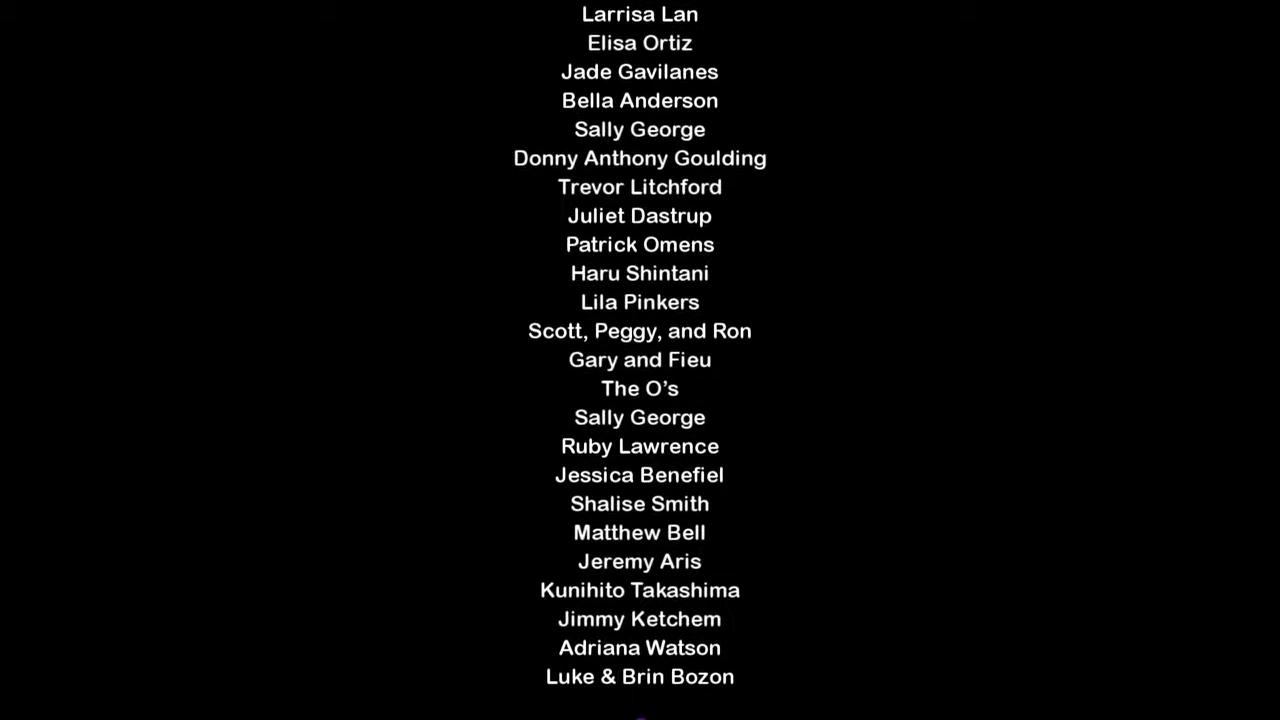 Larrisa Lan
Elisa Ortiz
Jade Gavilanes
Bella Anderson
Sally George
Donny Anthony Goulding
Trevor Litchford
Juliet Dastrup
Patrick Omens
Haru Shintani
Lila Pinkers
Scott, Peggy, and Ron
Gary and Fieu
The O’s
Sally George
Ruby Lawrence
Jessica Benefiel
Shalise Smith
Matthew Bell
Jeremy Aris
Kunihito Takashima
Jimmy Ketchem
Adriana Watson
Luke & Brin Bozon